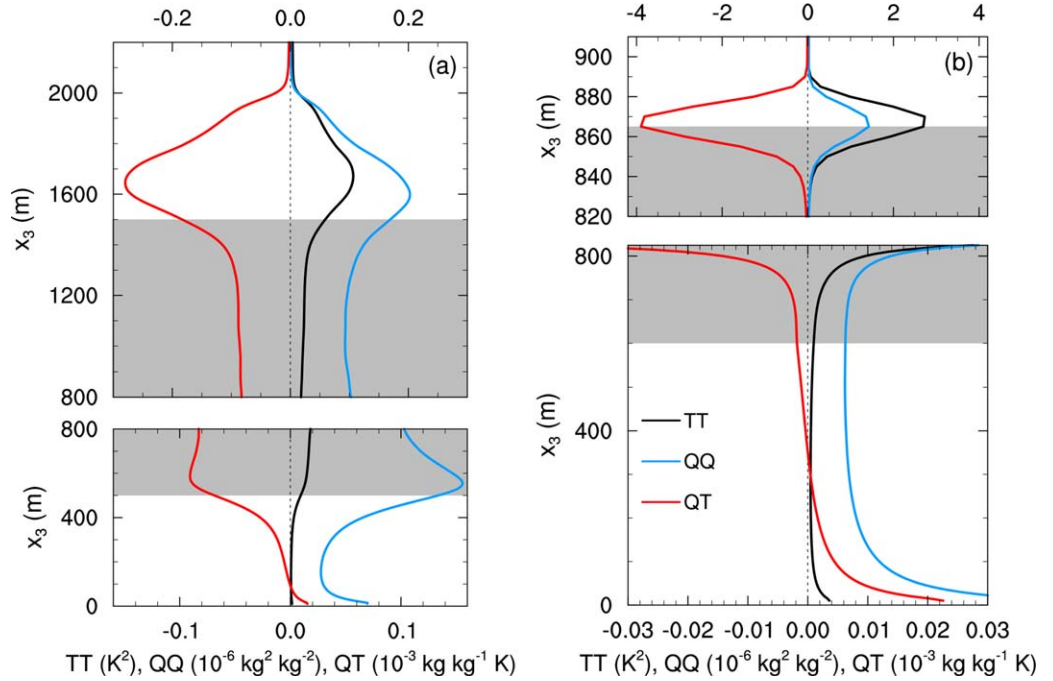 -0.2 0.0 0.2
(a)
2000
1600
1200
800
x₃ (m)
800
400
0
x₃ (m)
-0.1 0.0 0.1
TT (K²), QQ (10⁻⁶ kg² kg⁻²), QT (10⁻³ kg kg⁻¹ K)
-4 -2 0 2 4
(b)
900
880
860
840
820
x₃ (m)
800
400
0
x₃ (m)
TT
QQ
QT
-0.03 -0.02 -0.01 0.00 0.01 0.02 0.03
TT (K²), QQ (10⁻⁶ kg² kg⁻²), QT (10⁻³ kg kg⁻¹ K)